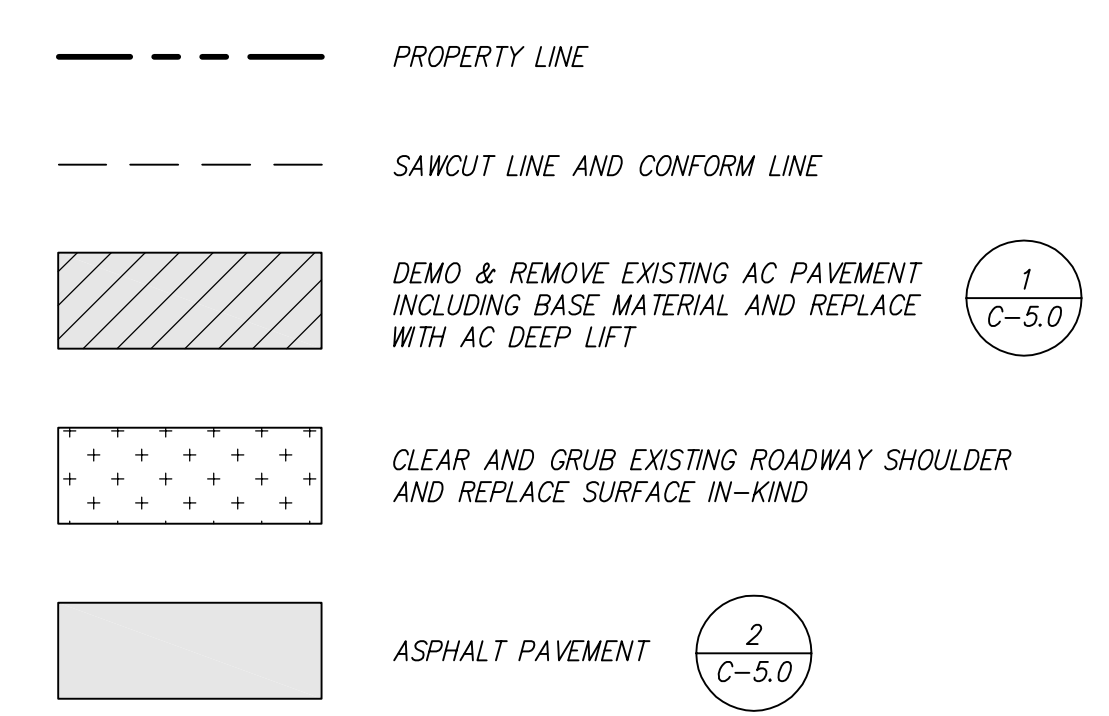 PROPERTY LINE
SAWCUT LINE AND CONFORM LINE
DEMO & REMOVE EXISTING AC PAVEMENT
INCLUDING BASE MATERIAL AND REPLACE
WITH AC DEEP LIFT
1
C-5.0
CLEAR AND GRUB EXISTING ROADWAY SHOULDER
AND REPLACE SURFACE IN-KIND
ASPHALT PAVEMENT
2
C-5.0